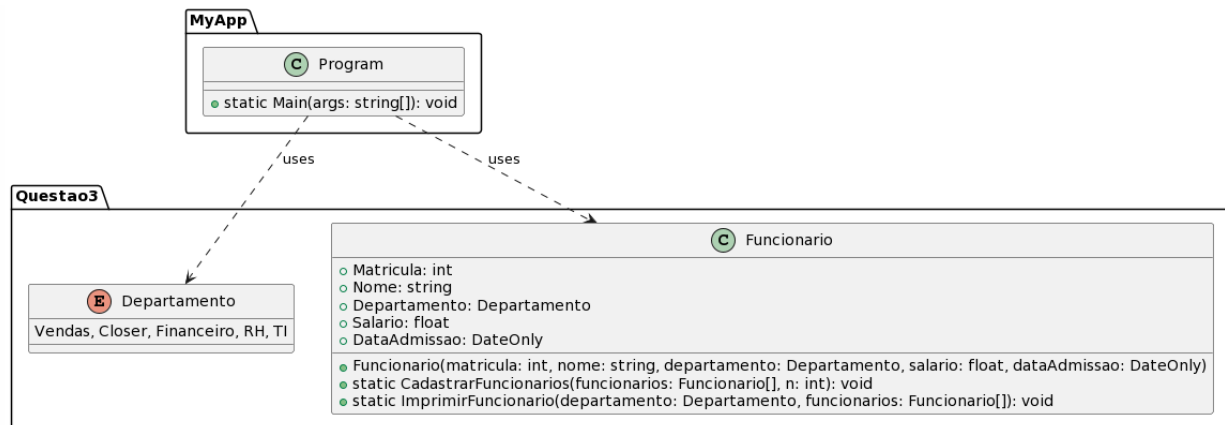 MyApp
C Program
static Main(args: string[]): void
uses
uses
Questao3
E Departamento
Vendas, Closer, Financeiro, RH, TI
C Funcionario
Matricula: int
Nome: string
Departamento: Departamento
Salario: float
DataAdmissao: DateOnly
Funcionario(matricula: int, nome: string, departamento: Departamento, salario: float, dataAdmissao: DateOnly)
static CadastrarFuncionarios(funcionarios: Funcionario[], n: int): void
static ImprimirFuncionario(departamento: Departamento, funcionarios: Funcionario[]): void